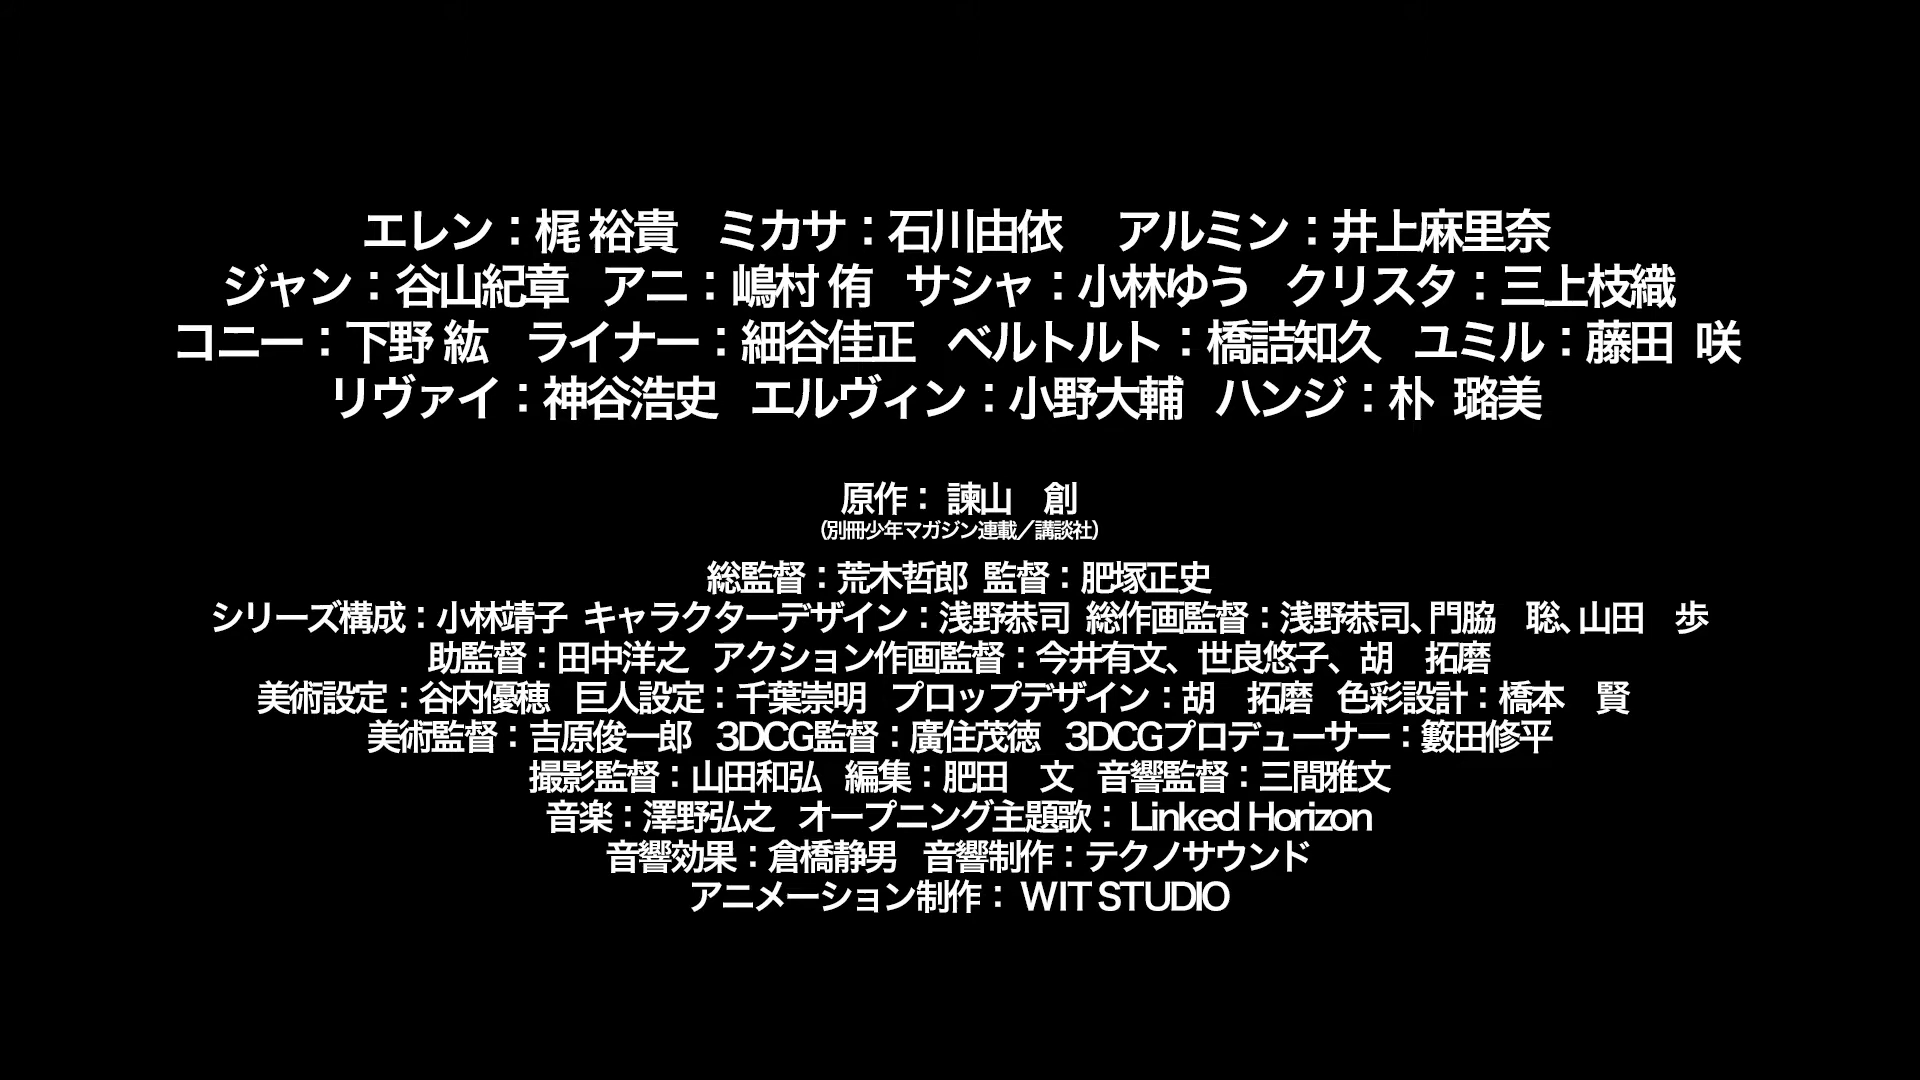 エレン：梶 裕貴　ミカサ：石川由依　アルミン：井上麻里奈
ジャン：谷山紀章　アニ：嶋村 侑　サシャ：小林ゆう　クリスタ：三上枝織
コニー：下野 紘　ライナー：細谷佳正　ベルトルト：橋詰知久　ユミル：藤田 咲
リヴァイ：神谷浩史　エルヴィン：小野大輔　ハンジ：朴 璐美
原作： 諫山　創
（別冊少年マガジン連載／講談社）
総監督：荒木哲郎 監督：肥塚正史
シリーズ構成：小林靖子 キャラクターデザイン：浅野恭司 総作画監督：浅野恭司、門脇　聡、山田　歩
助監督：田中洋之　アクション作画監督：今井有文、世良悠子、胡　拓磨
美術設定：谷内優穂　巨人設定：千葉崇明　プロップデザイン：胡　拓磨　色彩設計：橋本　賢
美術監督：吉原俊一郎　3DCG監督：廣住茂徳　3DCGプロデューサー：籔田修平
撮影監督：山田和弘　編集：肥田　文　音響監督：三間雅文
音楽：澤野弘之　オープニング主題歌： Linked Horizon
音響効果：倉橋静男　音響制作：テクノサウンド
アニメーション制作： WIT STUDIO